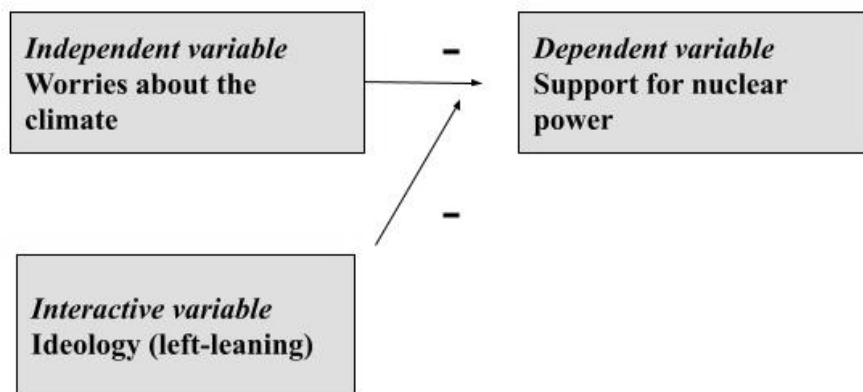 Independent variable
Worries about the
climate
-
Dependent variable
Support for nuclear
power
-
Interactive variable
Ideology (left-leaning)